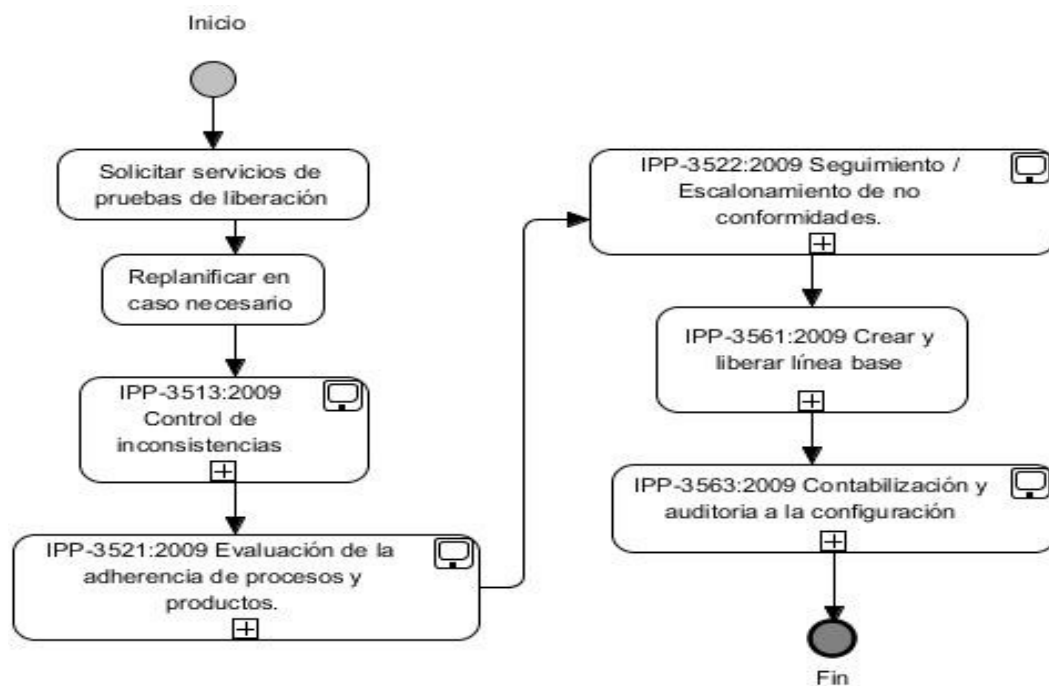 Inicio
Solicitar servicios de
pruebas de liberación
Replanificar en
caso necesario
IPP-3513:2009
Control de
inconsistencias
IPP-3521:2009 Evaluación de la
adherencia de procesos y
productos.
IPP-3522:2009 Seguimiento /
Escalonamiento de no
conformidades.
IPP-3561:2009 Crear y
liberar línea base
IPP-3563:2009 Contabilización y
auditoria a la configuración
Fin